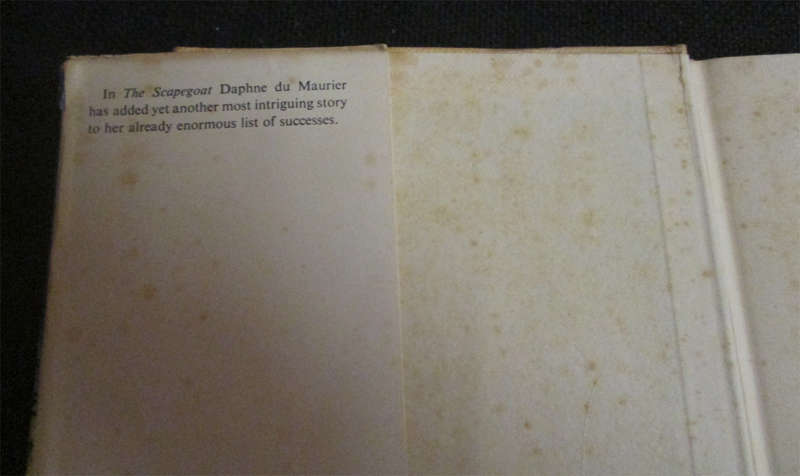 In The Scapegoat Daphne du Maurier
has added yet another most intriguing story
to her already enormous list of successes.